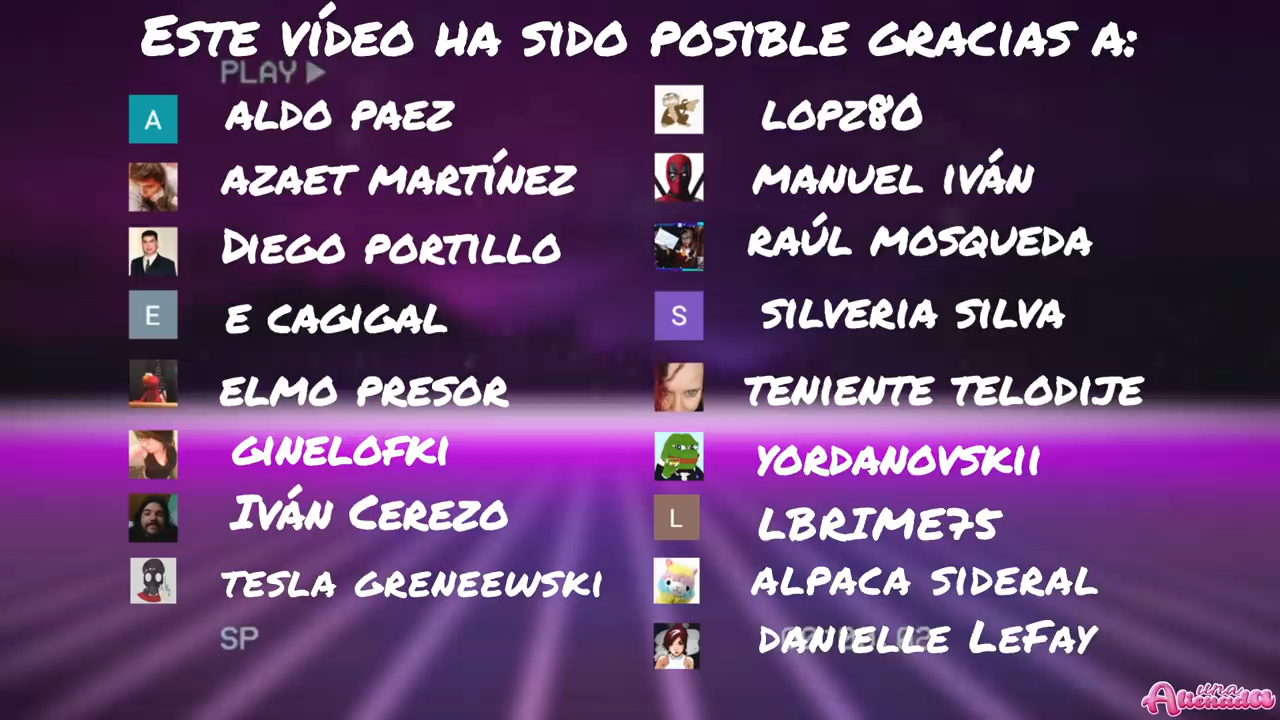 ESTE VÍDEO HA SIDO POSIBLE GRACIAS A:
PLAY
A
ALDO PAEZ
AZAET MARTÍNEZ
DIEGO PORTILLO
E
E CAGIGAL
ELMO PRESOR
GINELOFKI
IVÁN CEREZO
TESLA GRENEEWSKI
SP
LOPZ80
MANUEL IVÁN
RAÚL MOSQUEDA
S
SILVERIA SILVA
TENIENTE TELODIJE
YORDANOVSKII
L
LBRIME75
ALPACA SIDERAL
DANIELLE LEFAY
una
Alienada